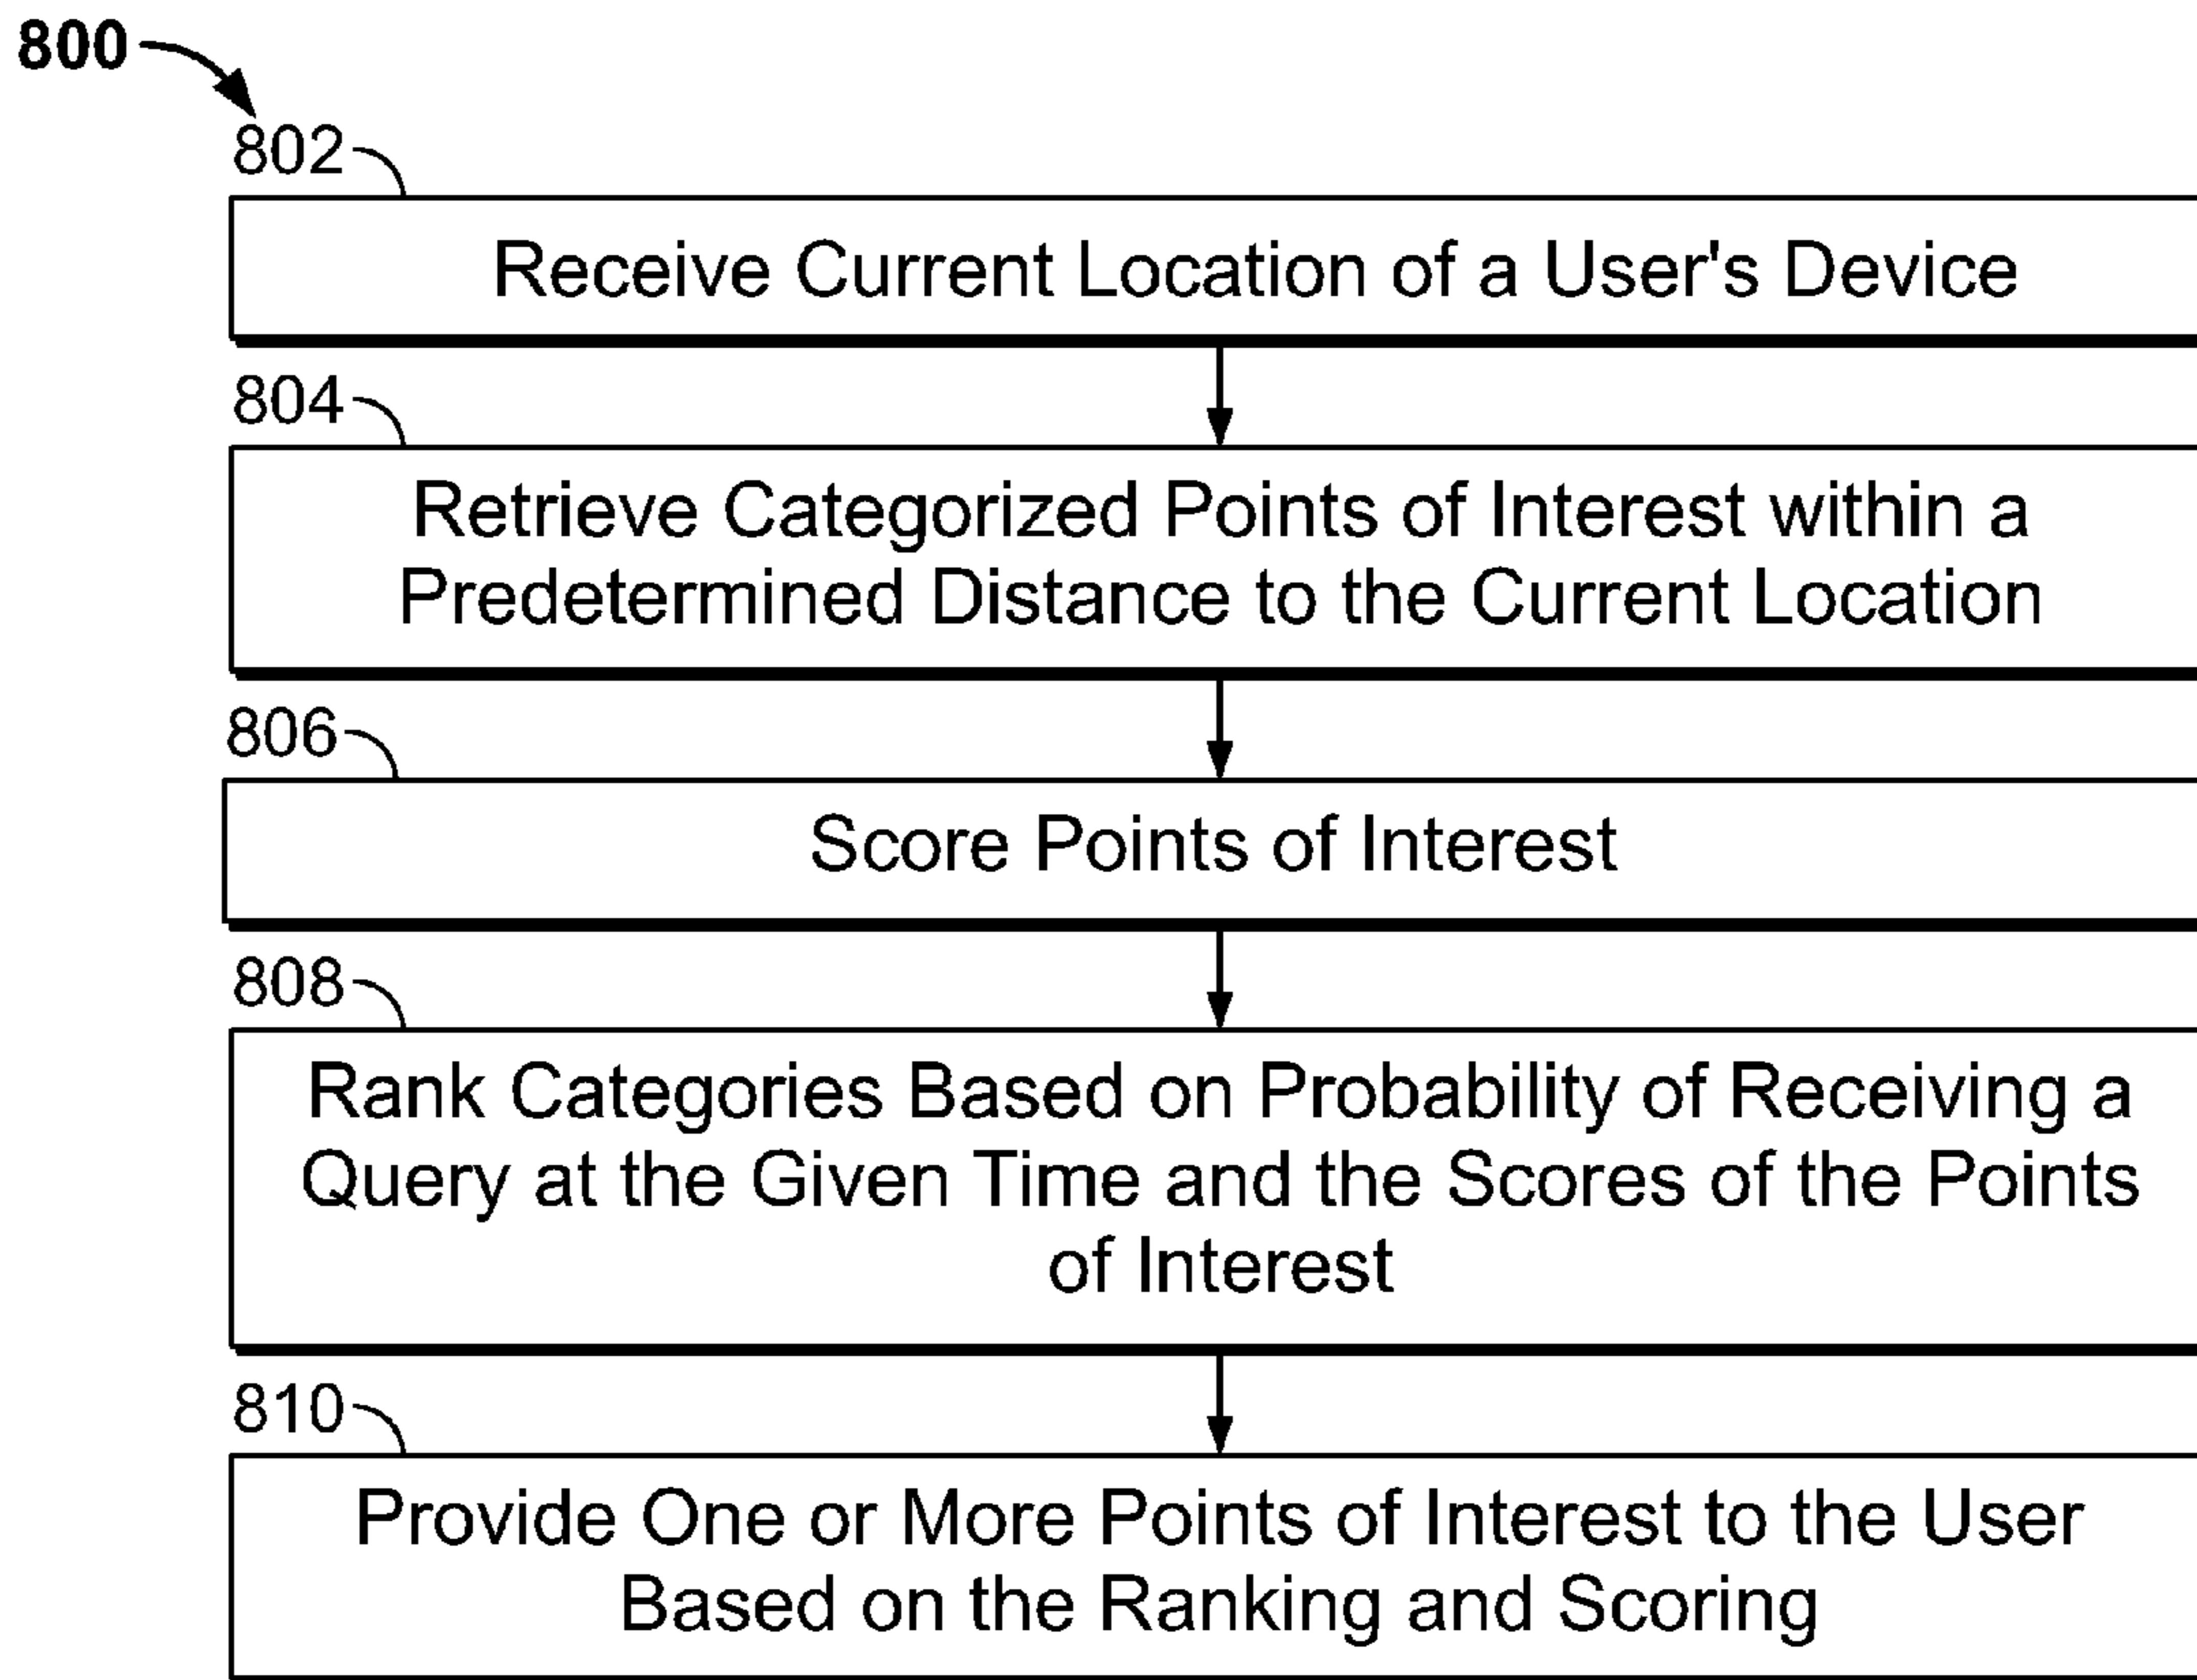 800
802
Receive Current Location of a User's Device
804
Retrieve Categorized Points of Interest within a
Predetermined Distance to the Current Location
806
Score Points of Interest
808
Rank Categories Based on Probability of Receiving a
Query at the Given Time and the Scores of the Points
of Interest
810
Provide One or More Points of Interest to the User
Based on the Ranking and Scoring